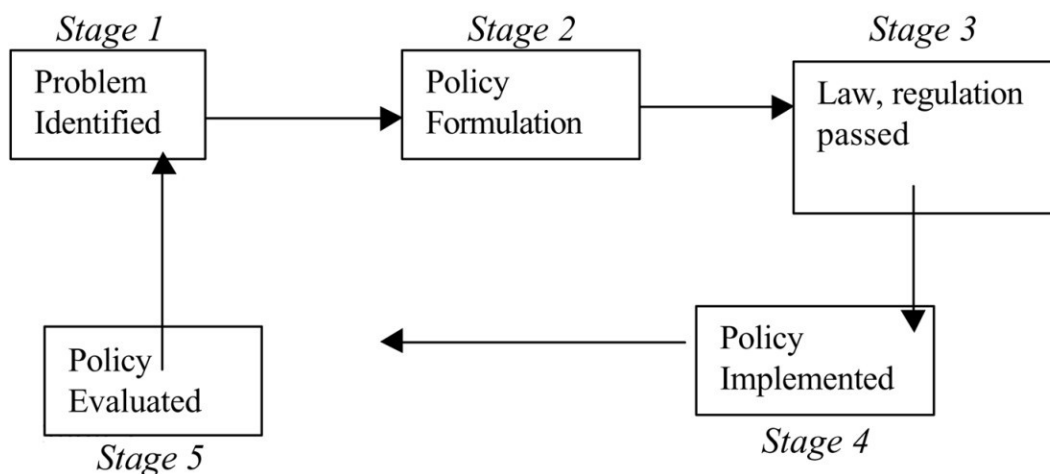 Stage 1
Problem
Identified
Stage 2
Policy
Formulation
Stage 3
Law, regulation
passed
Policy
Implemented
Stage 4
Policy
Evaluated
Stage 5